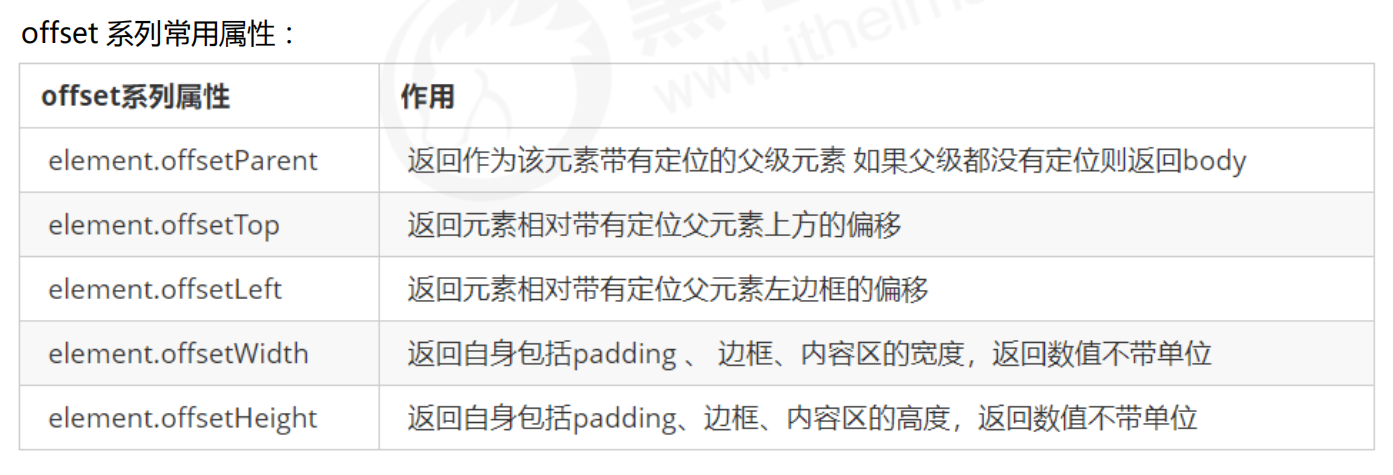 offset 系列常用属性：
offset系列属性 作用
element.offsetParent 返回作为该元素带有定位的父级元素 如果父级都没有定位则返回body
element.offsetTop 返回元素相对带有定位父元素上方的偏移
element.offsetLeft 返回元素相对带有定位父元素左边框的偏移
element.offsetWidth 返回自身包括padding 、 边框、内容区的宽度，返回数值不带单位
element.offsetHeight 返回自身包括padding、边框、内容区的高度，返回数值不带单位
www.itheima